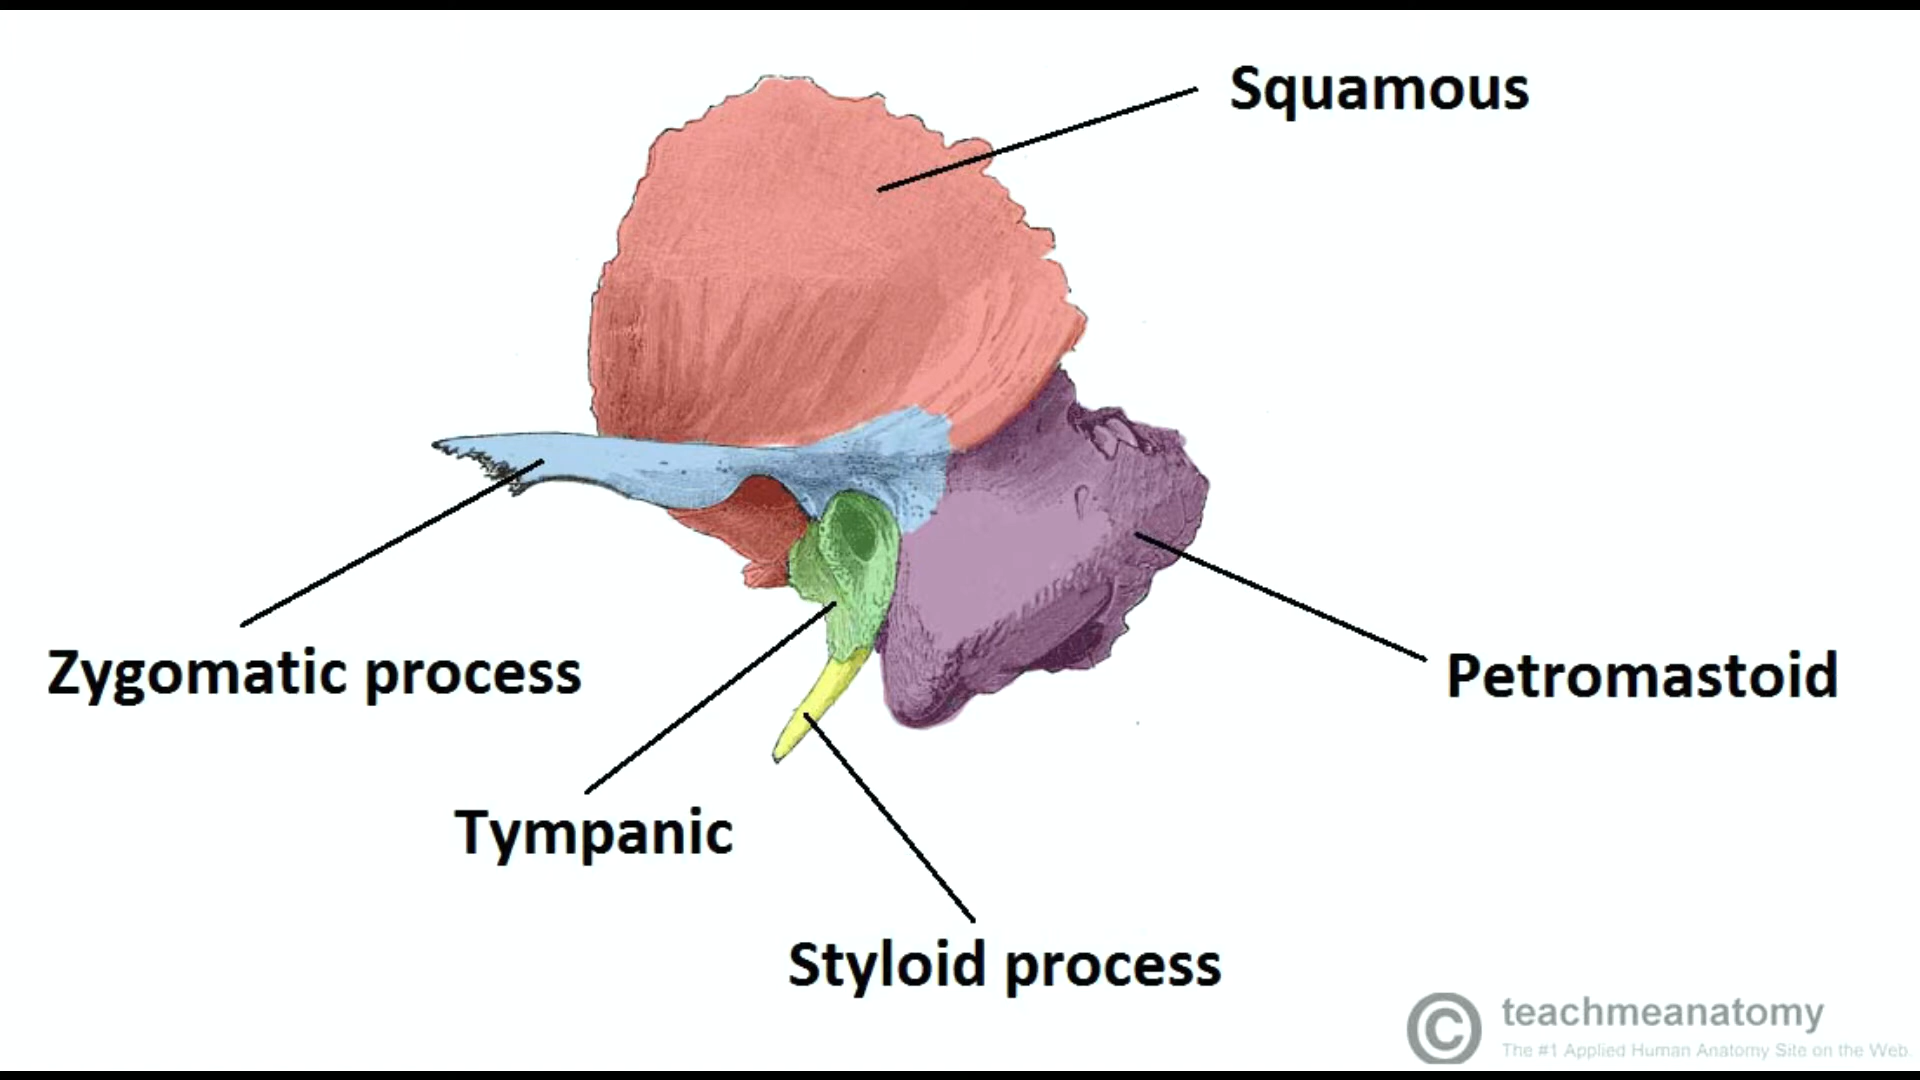 Squamous
Zygomatic process
Petromastoid
Tympanic
Styloid process
© teachmeanatomy
The #1 Applied Human Anatomy Site on the Web.